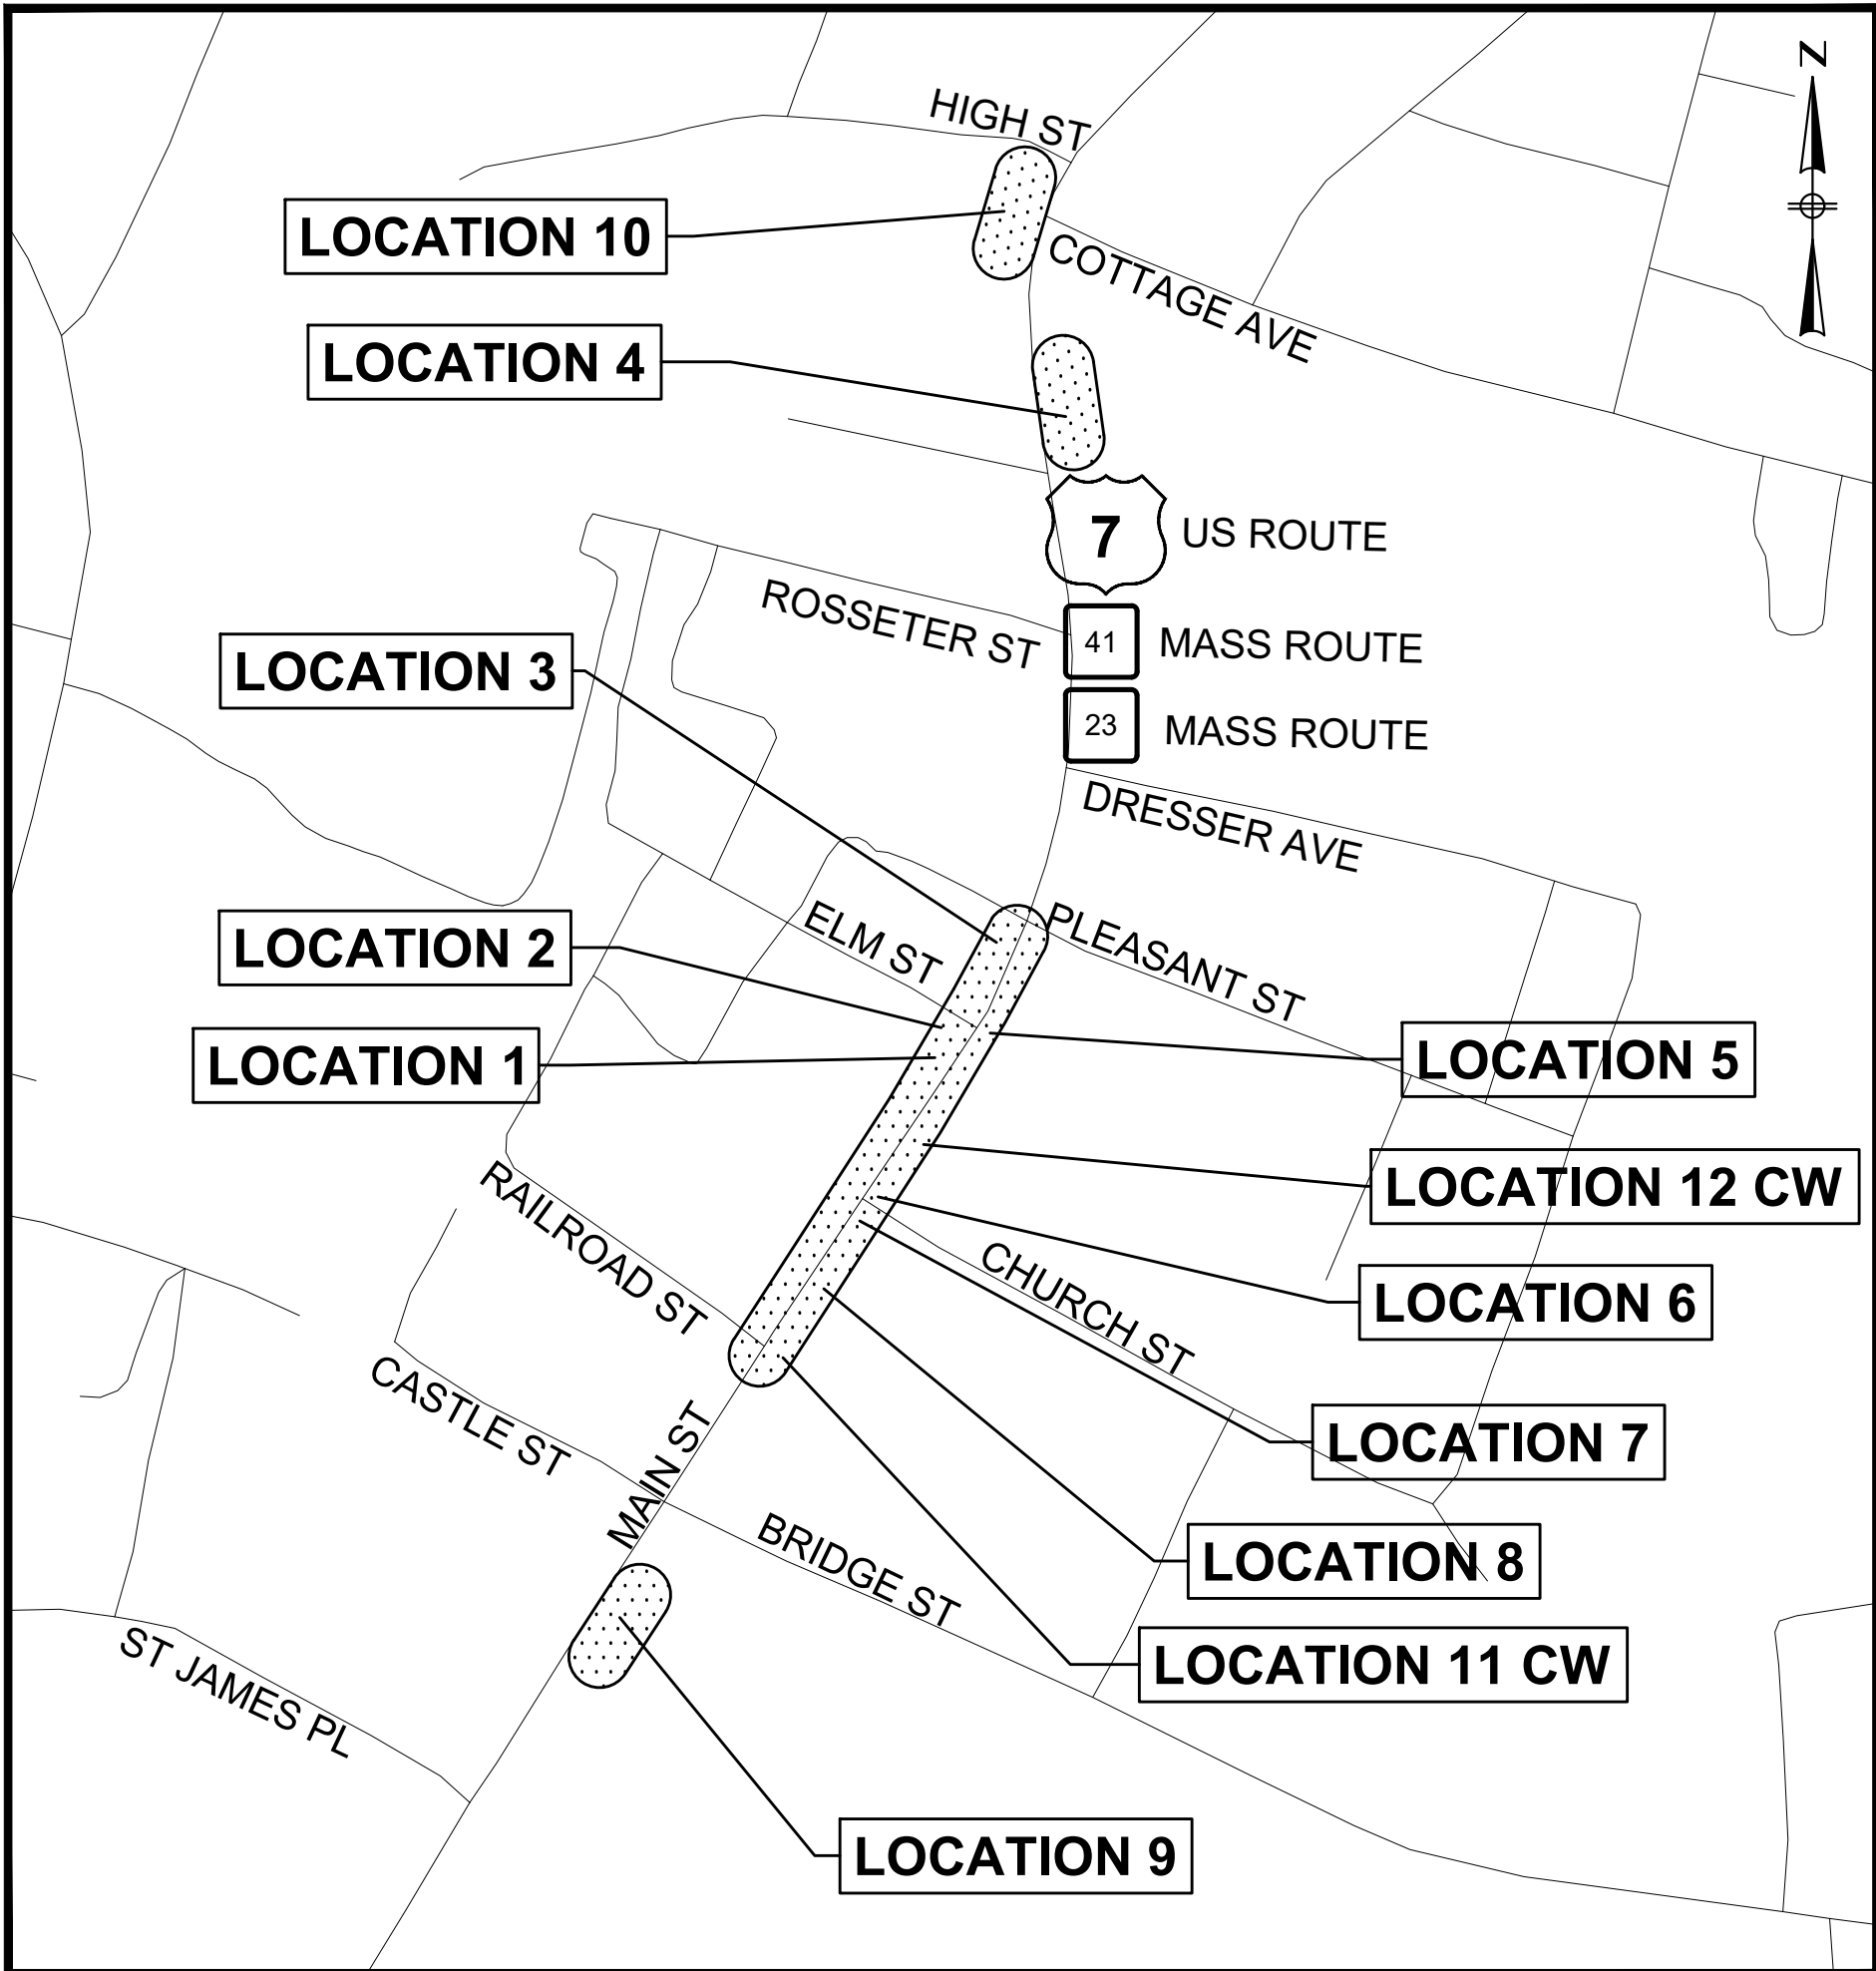 N
HIGH ST
LOCATION 10
COTTAGE AVE
LOCATION 4
7
US ROUTE
ROSSETER ST
41
MASS ROUTE
LOCATION 3
23
MASS ROUTE
DRESSER AVE
ELM ST
PLEASANT ST
LOCATION 2
LOCATION 1
LOCATION 5
LOCATION 12 CW
RAILROAD ST
CHURCH ST
LOCATION 6
CASTLE ST
MAIN ST
LOCATION 7
BRIDGE ST
LOCATION 8
ST JAMES PL
LOCATION 11 CW
LOCATION 9